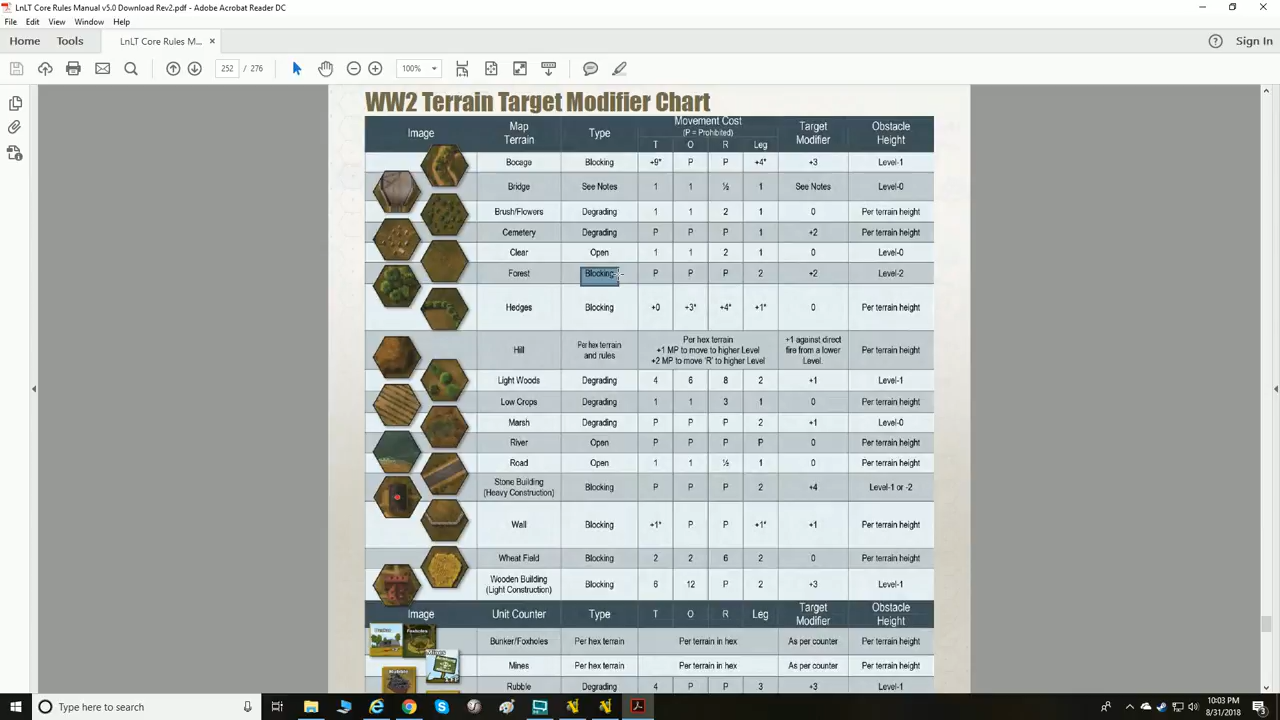 LnLT Core Rules Manual v5.0 Download Rev2.pdf - Adobe Acrobat Reader DC
File Edit View Window Help
Home Tools LnLT Core Rules M... × Sign In
252 / 276 100%
WW2 Terrain Target Modifier Chart
Image Map Terrain Type Movement Cost (P = Prohibited) T O R Leg Target Modifier Obstacle Height
Bocage Blocking +9* P P +4* +3 Level-1
Bridge See Notes 1 1 ½ 1 See Notes Level-0
Brush/Flowers Degrading 1 1 2 1 0 Per terrain height
Cemetery Degrading P P P 1 +2 Per terrain height
Clear Open 1 1 2 1 0 Level-0
Forest Blocking P P P 2 +2 Level-2
Hedges Blocking +0 +3* +4* +1* 0 Per terrain height
Hill Per hex terrain and rules Per hex terrain +1 MP to move to higher Level +2 MP to move 'R' to higher Level +1 against direct fire from a lower Level. Per terrain height
Light Woods Degrading 4 6 8 2 +1 Level-1
Low Crops Degrading 1 1 3 1 0 Per terrain height
Marsh Degrading P P P 2 +1 Level-0
River Open P P P P 0 Per terrain height
Road Open 1 1 ½ 1 0 Per terrain height
Stone Building (Heavy Construction) Blocking P P P 2 +4 Level-1 or -2
Wall Blocking +1* P P +1* +1 Per terrain height
Wheat Field Blocking 2 2 6 2 0 Per terrain height
Wooden Building (Light Construction) Blocking 6 12 P 2 +3 Level-1
Image Unit Counter Type T O R Leg Target Modifier Obstacle Height
Bunker Foxholes Bunker/Foxholes Per hex terrain Per terrain in hex As per counter Per terrain height
Mines Mines Per hex terrain Per terrain in hex As per counter Per terrain height
Rubble Rubble Degrading 4 P P 3 +3 Per terrain height
Type here to search
10:03 PM
8/31/2018